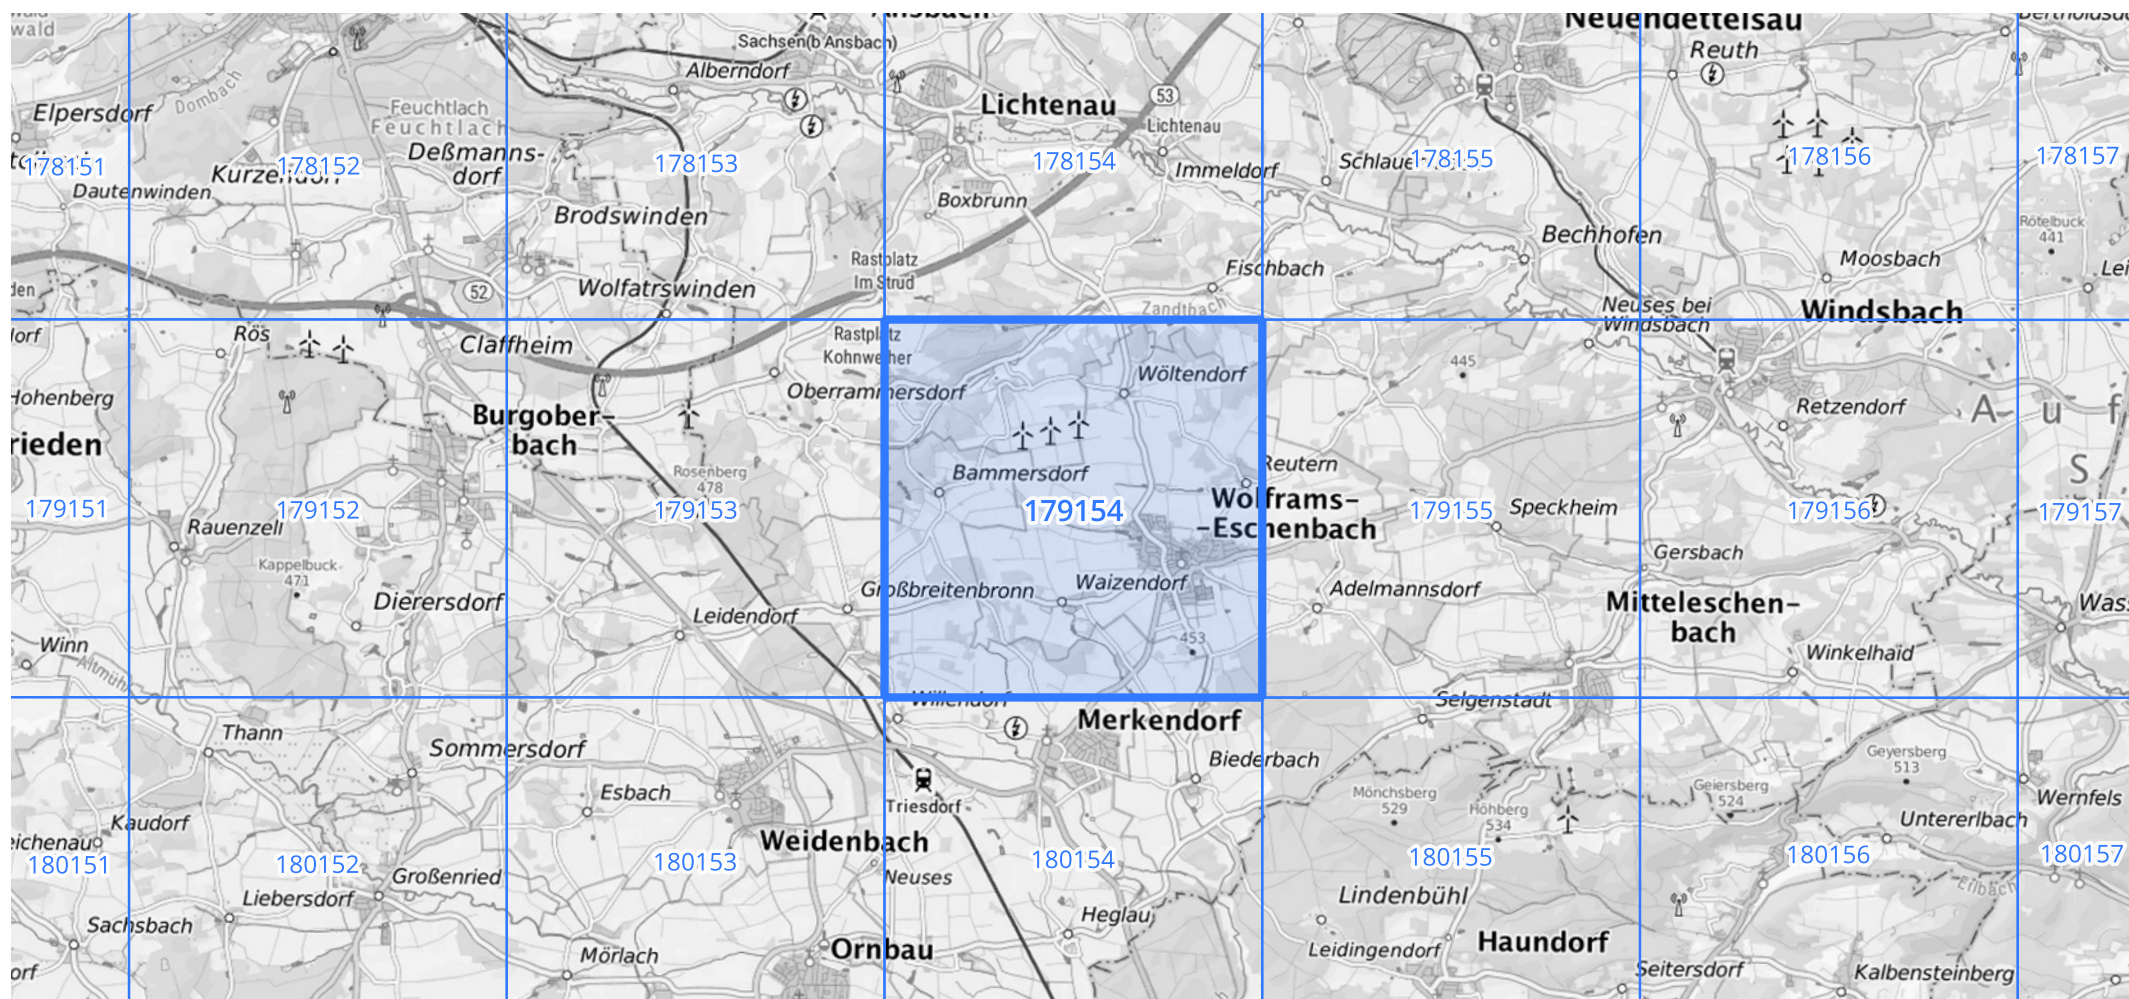 Ansbach
Neuendettelsau
wald
Sachsen(b Ansbach)
Reuth
Alberndorf
Dombach
Elpersdorf
Feuchtlach
Feuchtlach
Lichtenau
53
Lichtenau
Deßmanns-
dorf
178151
178152
Kurzendorf
178153
178154
178155
178156
178157
Dautenwinden
Immeldorf
Boxbrunn
Brodswinden
Rötelbuck
441
Bechhofen
Rastplatz
Im Strud
Fischbach
Moosbach
52
Wolfartswinden
Zandtbach
Neuses bei
Windsbach
Windsbach
Rös
Claffheim
Rastplatz
Kohnweiher
445
Wöltendorf
Hohenberg
Oberrammersdorf
Retzendorf
A u f
Burgober-
bach
rieden
Rosenberg
478
Bammersdorf
Reutern
S
Wolframs-
-Eschenbach
179151
179152
179153
179154
179155
Speckheim
179156
179157
Rauenzell
Gersbach
Kappelbuck
471
Dierersdorf
Großbreitenbronn
Waizendorf
Adelmannsdorf
Mitteleschen-
bach
Leidendorf
Winn
453
Winkelhaid
Altmühl
Willendorf
Selgenstadt
Merkendorf
Thann
Sommersdorf
Biederbach
Geyersberg
513
Esbach
Triesdorf
Mönchsberg
529
Höhberg
534
Geiersberg
524
Wernfels
Kaudorf
Weidenbach
Untererlbach
180151
180152
180153
180154
180155
180156
180157
Großenried
Neuses
Liebersdorf
Lindenbühl
Erlbach
Sachsbach
Heglau
Mörlach
Ornbau
Leidingendorf
Haundorf
Seitersdorf
Kalbensteinberg